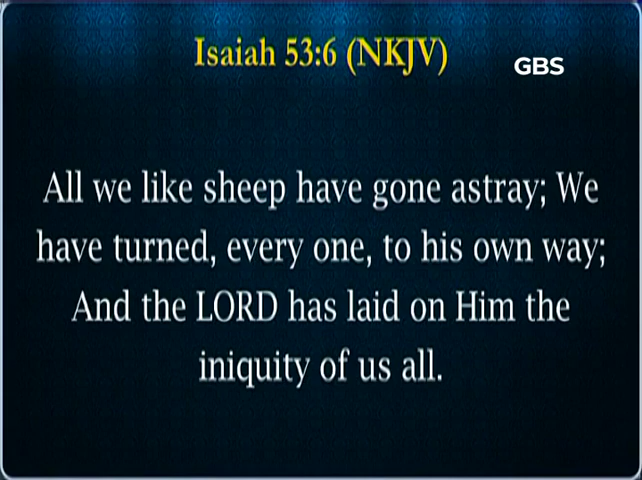 Isaiah 53:6 (NKJV)
GBS
All we like sheep have gone astray; We
have turned, every one, to his own way;
And the LORD has laid on Him the
iniquity of us all.